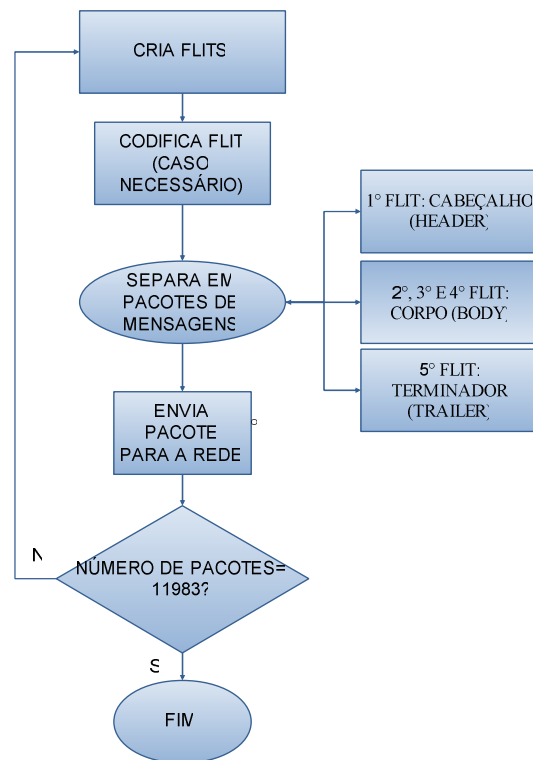 CRIA FLITS
CODIFICA FLIT
(CASO
NECESSÁRIO)
SEPARA EM
PACOTES DE
MENSAGENS
1° FLIT: CABEÇALHO
(HEADER)
2°, 3° E 4° FLIT:
CORPO (BODY)
5° FLIT:
TERMINADOR
(TRAILER)
ENVIA
PACOTE
PARA A REDE
°
N
NÚMERO DE PACOTES=
11983?
S
FIM